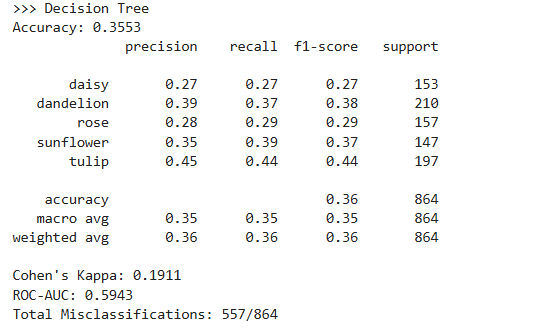 >>> Decision Tree
Accuracy: 0.3553
precision recall f1-score support
daisy 0.27 0.27 0.27 153
dandelion 0.39 0.37 0.38 210
rose 0.28 0.29 0.29 157
sunflower 0.35 0.39 0.37 147
tulip 0.45 0.44 0.44 197
accuracy 0.36 864
macro avg 0.35 0.35 0.35 864
weighted avg 0.36 0.36 0.36 864
Cohen's Kappa: 0.1911
ROC-AUC: 0.5943
Total Misclassifications: 557/864